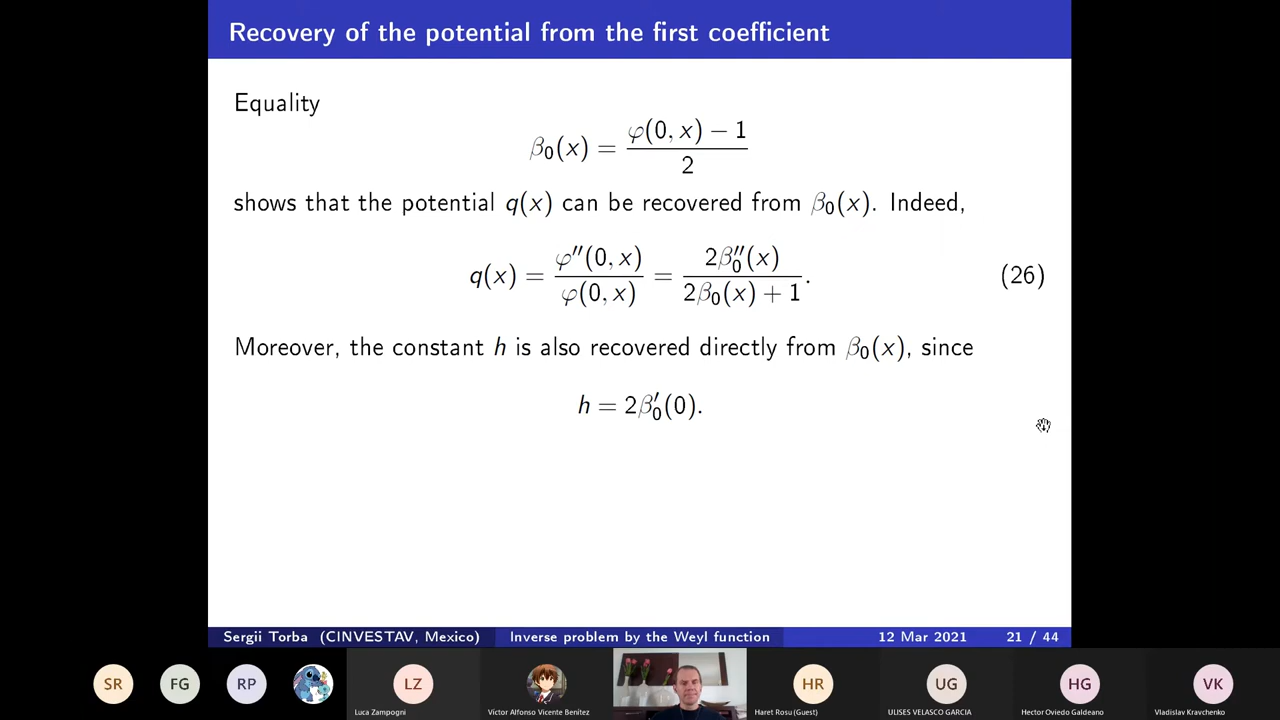 Recovery of the potential from the first coefficient
Equality
β₀(x) = (φ(0, x) − 1) / 2
shows that the potential q(x) can be recovered from β₀(x). Indeed,
q(x) = φ″(0, x) / φ(0, x) = 2β₀″(x) / (2β₀(x) + 1). (26)
Moreover, the constant h is also recovered directly from β₀(x), since
h = 2β₀′(0).
Sergii Torba (CINVESTAV, Mexico) Inverse problem by the Weyl function 12 Mar 2021 21 / 44
SR FG RP LZ HR UG HG VK
Luca Zampogni Víctor Alfonso Vicente Benítez Haret Rosu (Guest) ULISES VELASCO GARCIA Hector Oviedo Galdeano Vladislav Kravchenko